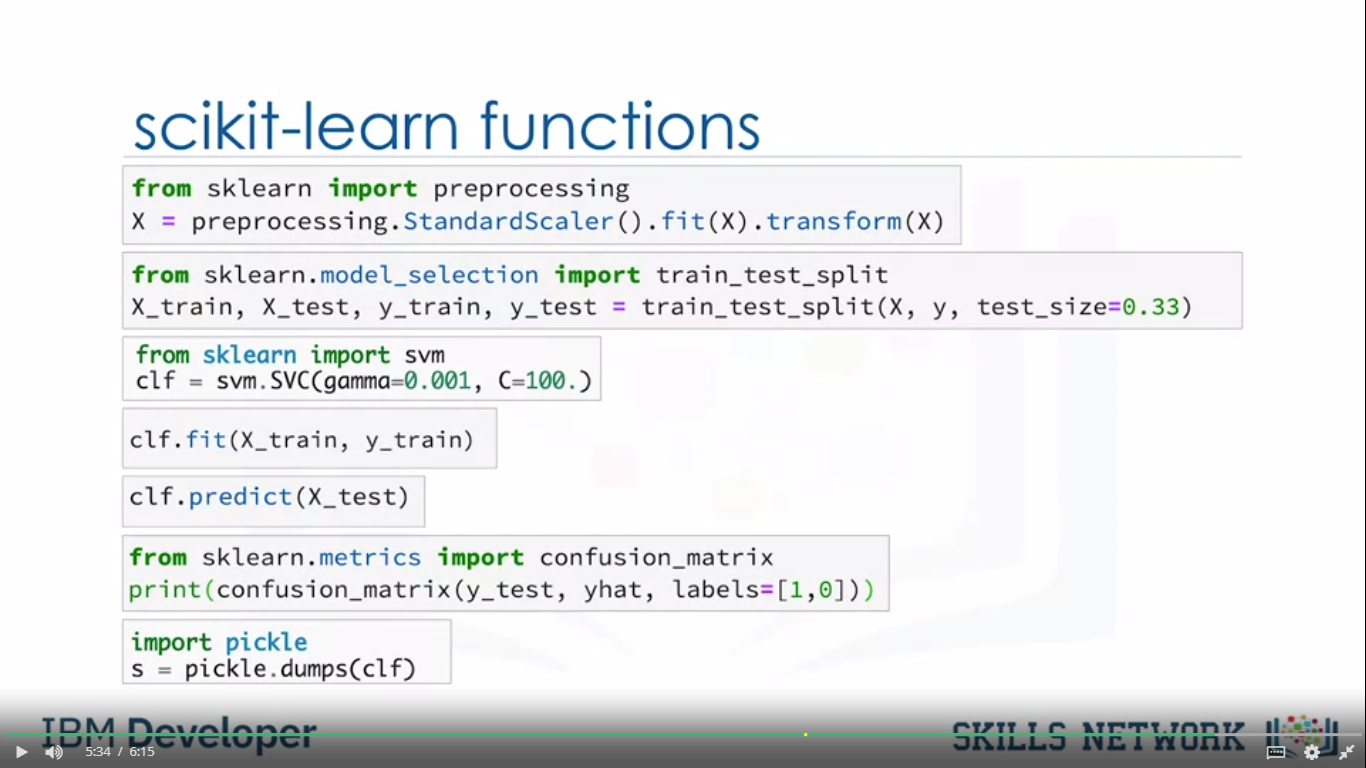 scikit-learn functions
from sklearn import preprocessing
X = preprocessing.StandardScaler().fit(X).transform(X)
from sklearn.model_selection import train_test_split
X_train, X_test, y_train, y_test = train_test_split(X, y, test_size=0.33)
from sklearn import svm
clf = svm.SVC(gamma=0.001, C=100.)
clf.fit(X_train, y_train)
clf.predict(X_test)
from sklearn.metrics import confusion_matrix
print(confusion_matrix(y_test, yhat, labels=[1,0]))
import pickle
s = pickle.dumps(clf)
IBM Developer
SKILLS NETWORK
5:34 / 6:15